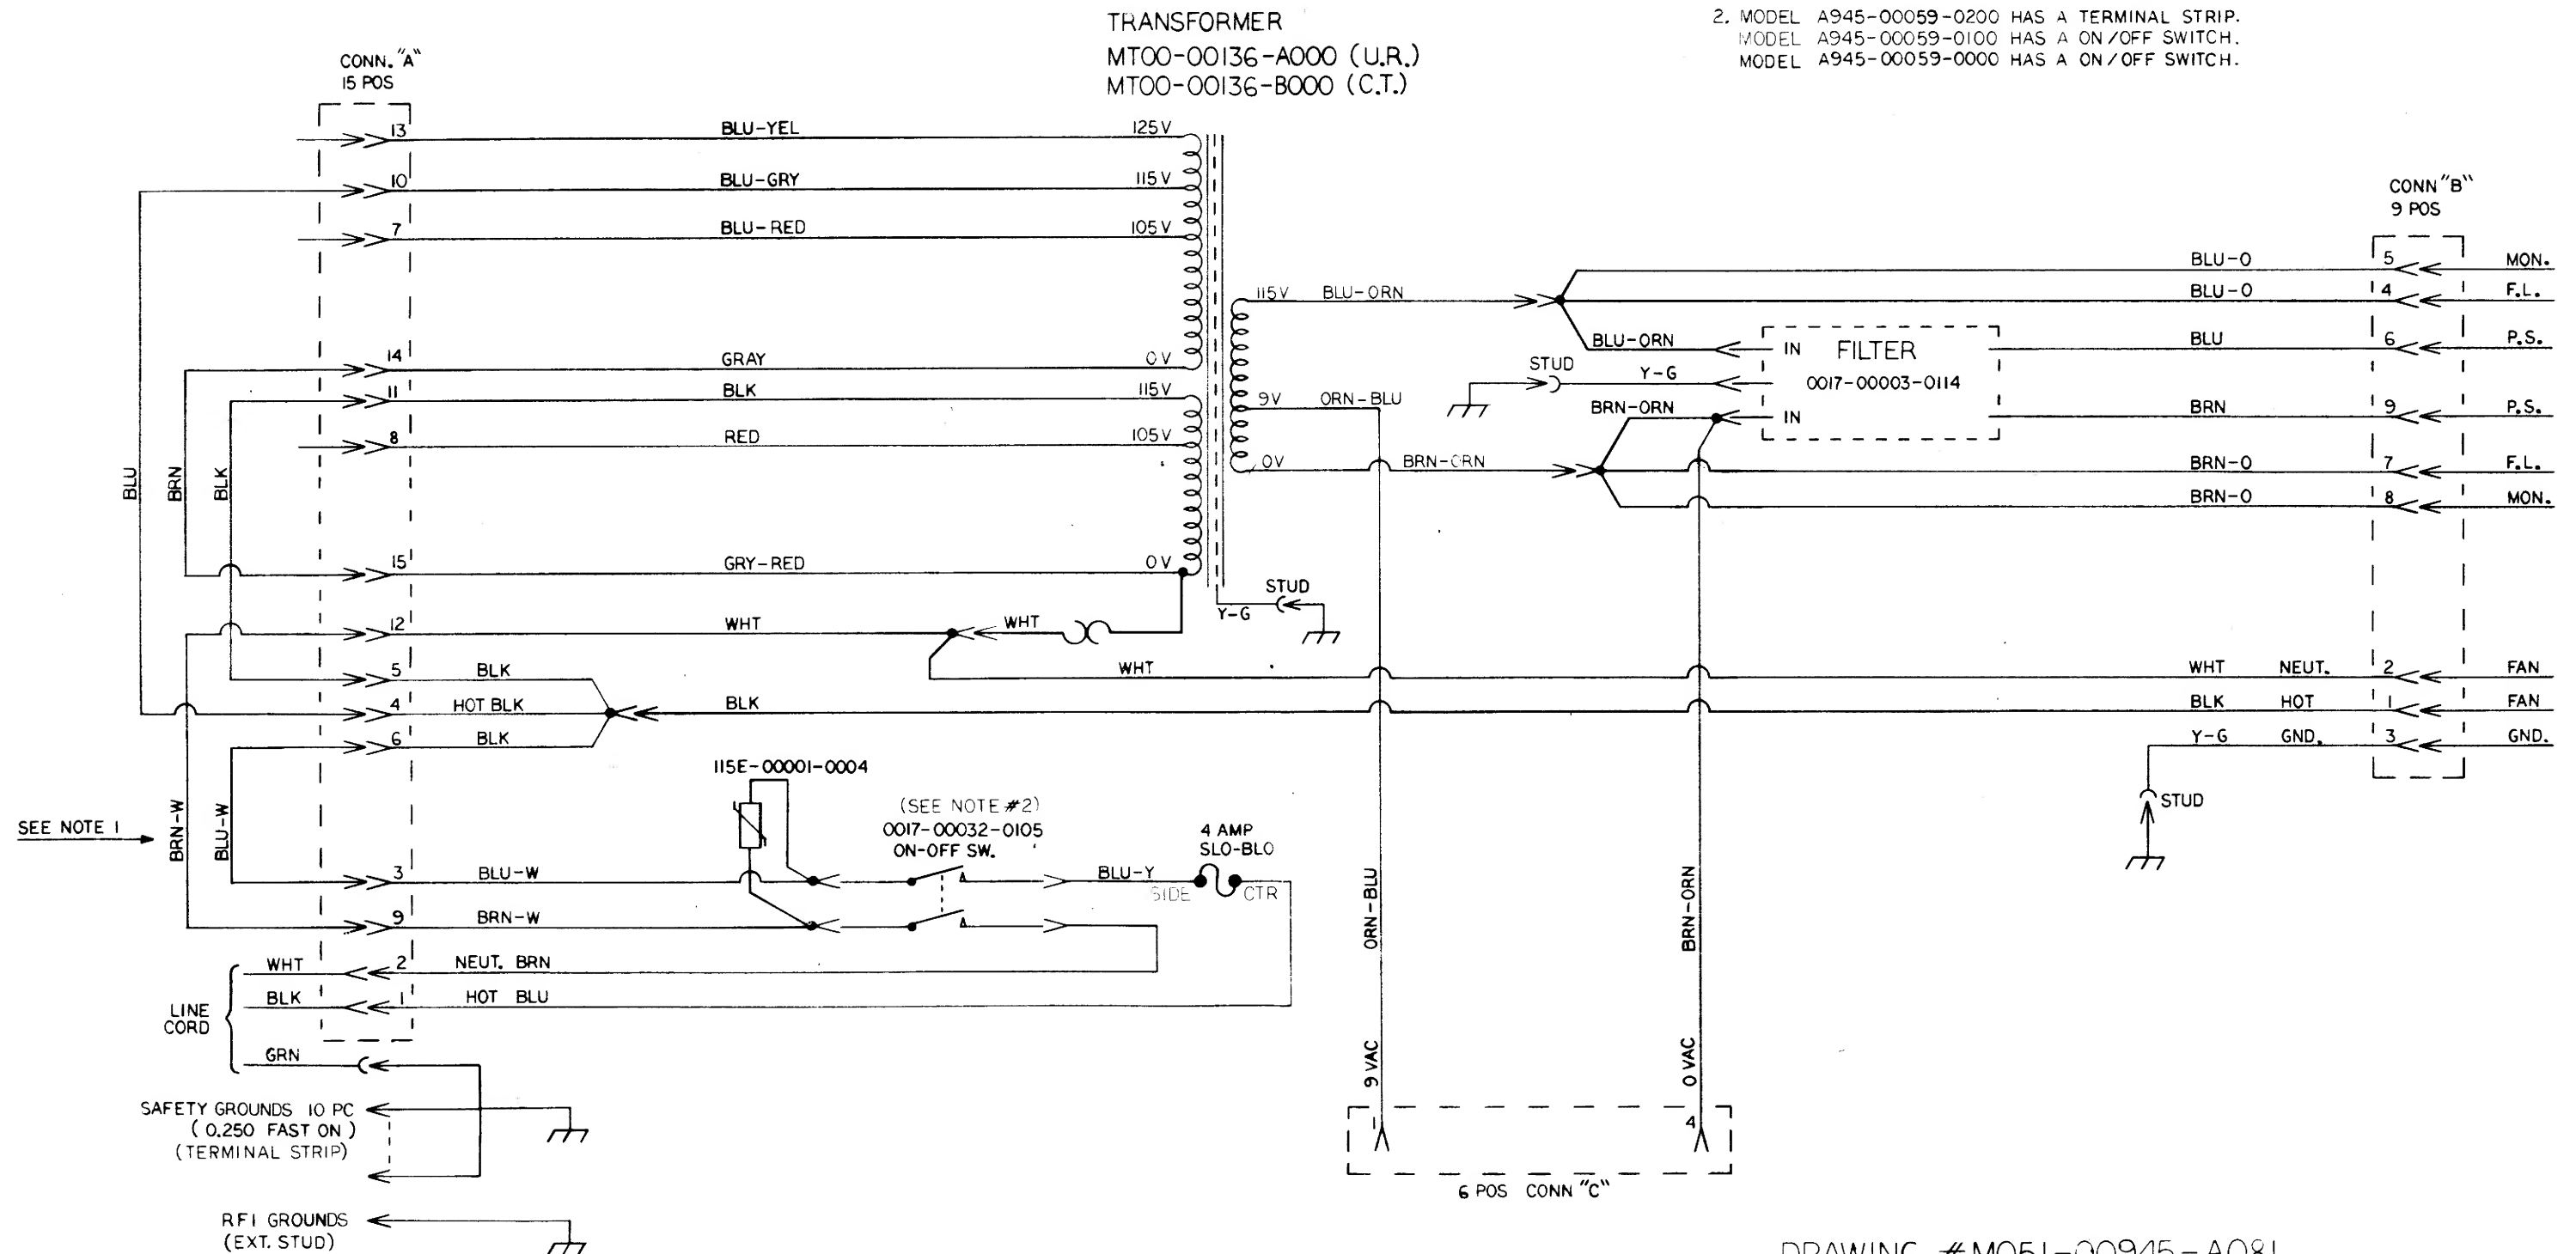 TRANSFORMER
MT00-00136-A000 (U.R.)
MT00-00136-B000 (C.T.)
2. MODEL A945-00059-0200 HAS A TERMINAL STRIP.
MODEL A945-00059-0100 HAS A ON/OFF SWITCH.
MODEL A945-00059-0000 HAS A ON/OFF SWITCH.
CONN. "A"
15 POS
13 BLU-YEL 125V
10 BLU-GRY 115V
7 BLU-RED 105V
14 GRAY 0V
11 BLK 115V
8 RED 105V
15 GRY-RED 0V
12 WHT WHT
WHT
5 BLK
4 HOT BLK BLK
6 BLK
BLU
BRN
BLK
BRN-W
BLU-W
SEE NOTE 1
STUD
Y-G
115V BLU-ORN
9V ORN-BLU
0V BRN-ORN
BLU-ORN IN
FILTER
0017-00003-0114
STUD
Y-G
BRN-ORN IN
CONN "B"
9 POS
BLU-O 5 MON.
BLU-O 4 F.L.
BLU 6 P.S.
BRN 9 P.S.
BRN-O 7 F.L.
BRN-O 8 MON.
WHT NEUT. 2 FAN
BLK HOT 1 FAN
Y-G GND. 3 GND.
STUD
115E-00001-0004
(SEE NOTE #2)
0017-00032-0105
ON-OFF SW.
4 AMP
SLO-BLO
3 BLU-W
BLU-Y
SIDE CTR
9 BRN-W
WHT 2 NEUT. BRN
BLK 1 HOT BLU
LINE
CORD
GRN
SAFETY GROUNDS 10 PC
(0.250 FAST ON)
(TERMINAL STRIP)
RFI GROUNDS
(EXT. STUD)
ORN-BLU
BRN-ORN
9 VAC
0 VAC
1 4
6 POS CONN "C"
DRAWING #M051-00945-A081